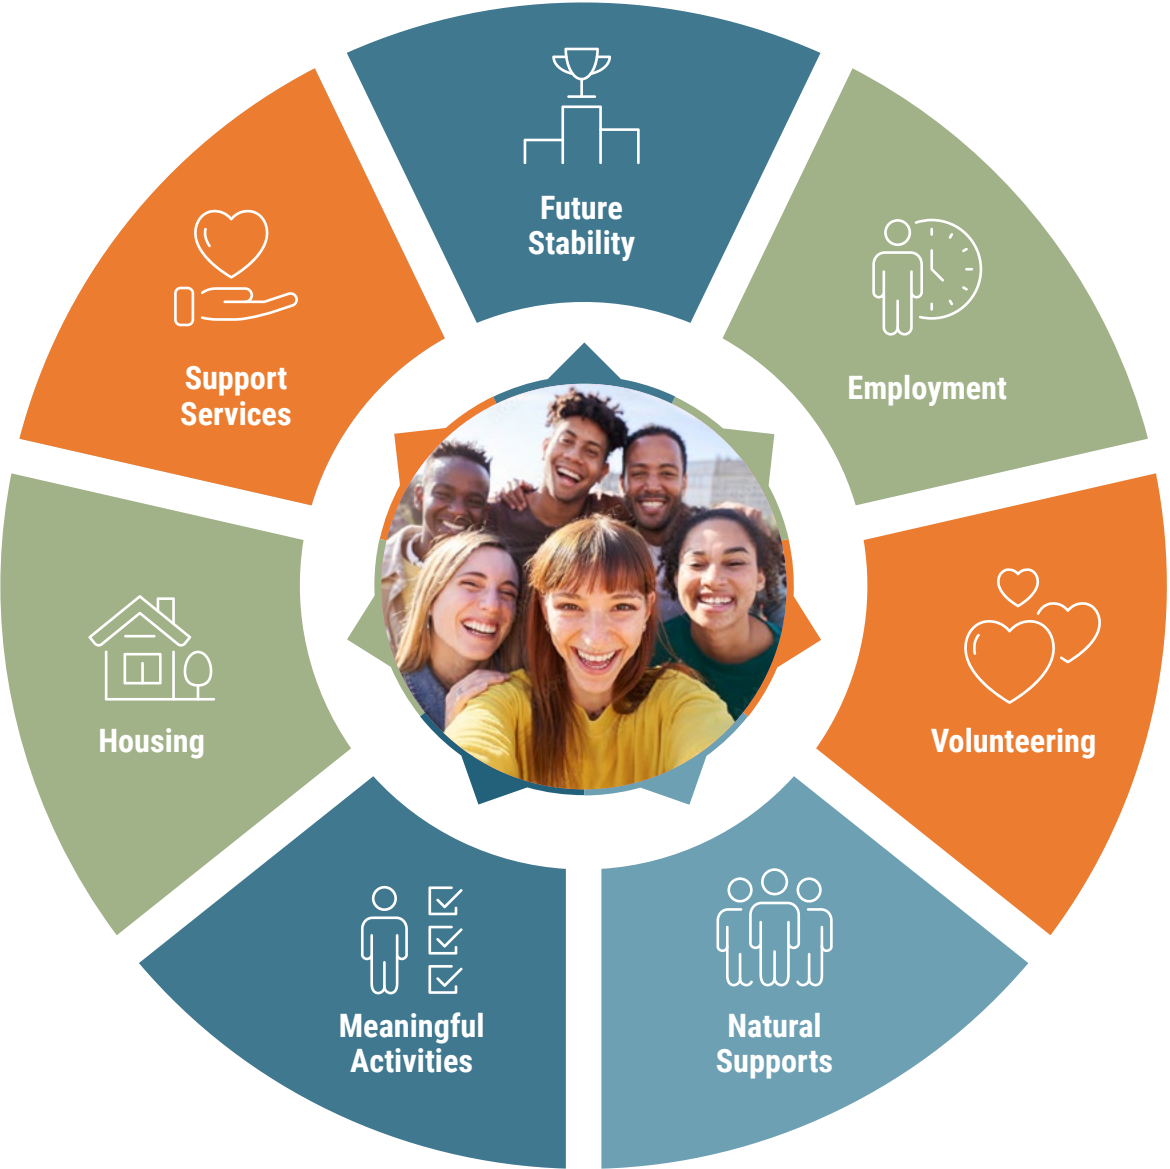 Future
Stability
Employment
Volunteering
Natural
Supports
Meaningful
Activities
Housing
Support
Services